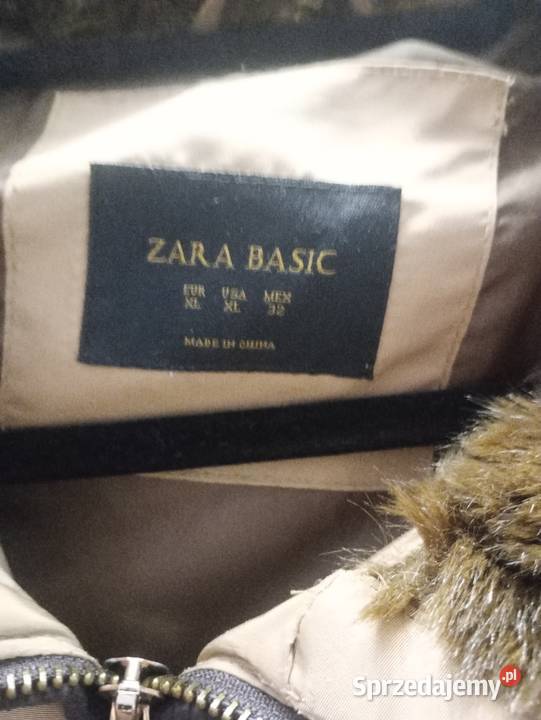 ZARA BASIC
EUR USA MEX
XL XL 32
MADE IN CHINA
Sprzedajemy.pl